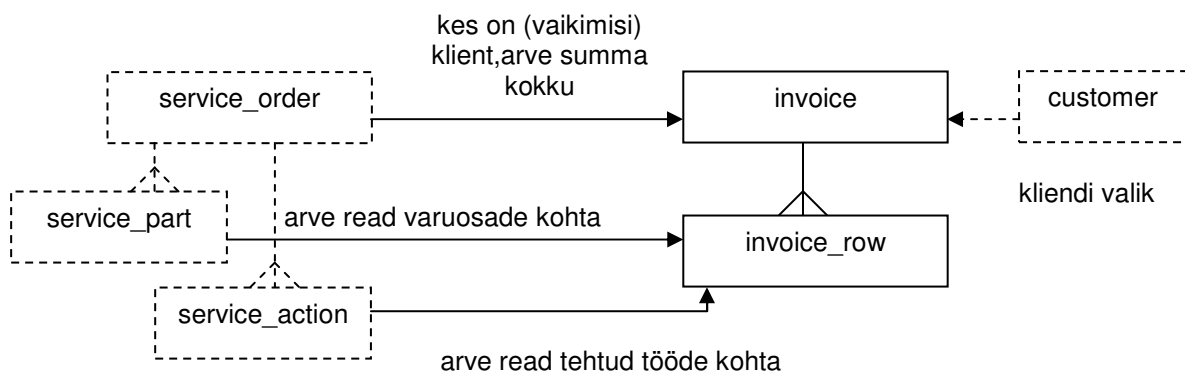 kes on (vaikimisi)
klient,arve summa
kokku
service_order
invoice
customer
kliendi valik
service_part
arve read varuosade kohta
invoice_row
service_action
arve read tehtud tööde kohta